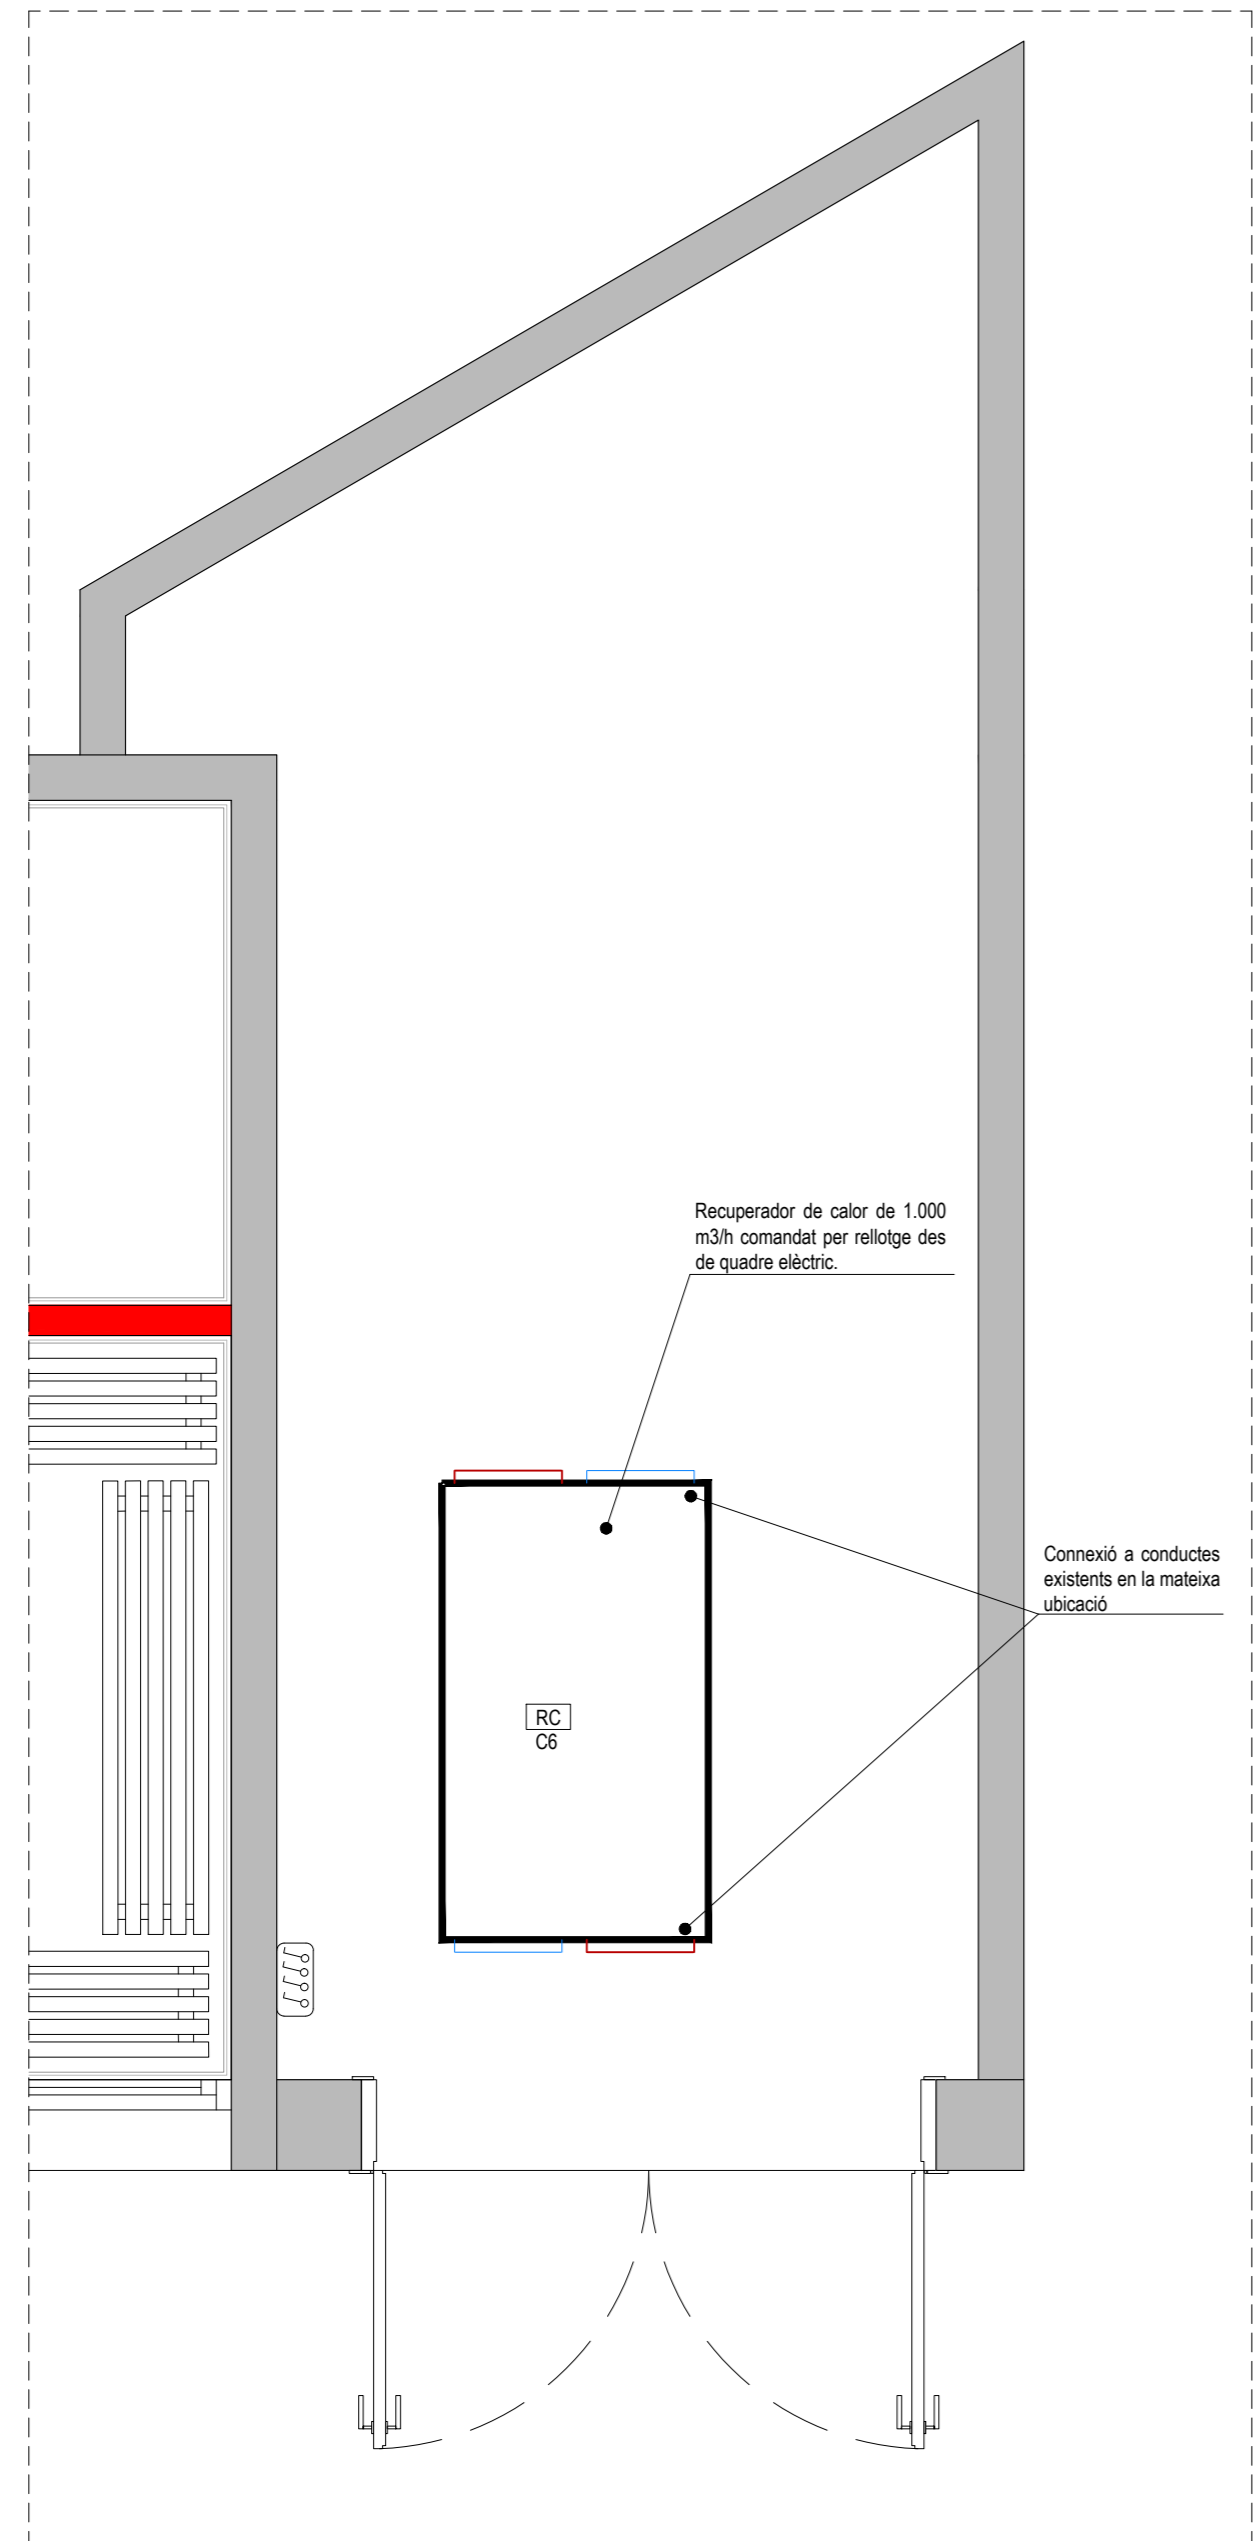 Recuperador de calor de 1.000
m3/h comandat per rellotge des
de quadre elèctric.
Connexió a conductes
existents en la mateixa
ubicació
RC
C6